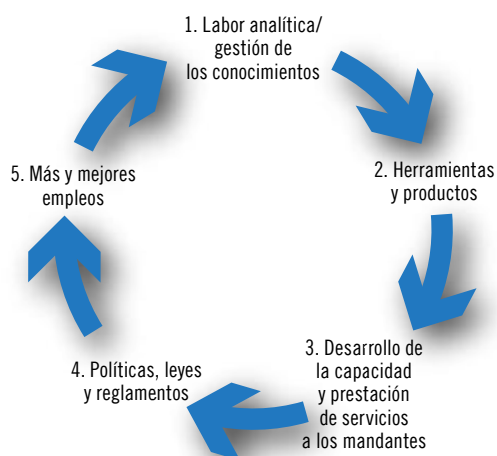 1. Labor analítica/
gestión de
los conocimientos
2. Herramientas
y productos
3. Desarrollo de
la capacidad
y prestación
de servicios
a los mandantes
4. Políticas, leyes
y reglamentos
5. Más y mejores
empleos